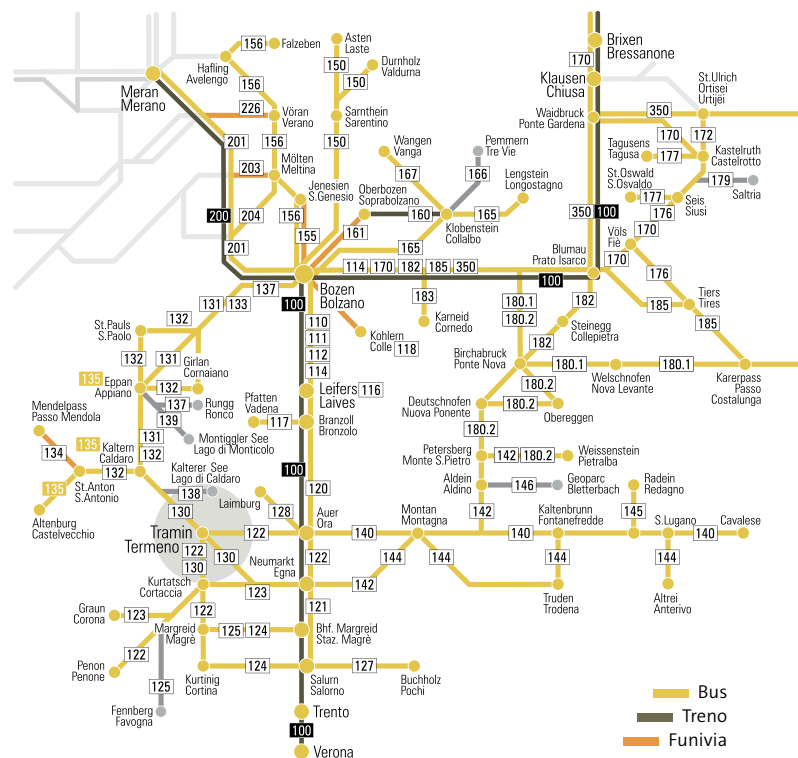 Brixen
Bressanone
170
Asten
Laste
156
Falzeben
Hafling
Avelengo
150
Durnholz
Valdurna
150
Klausen
Chiusa
St.Ulrich
Ortisei
Urtijëi
Meran
Merano
156
226
Vöran
Verano
Sarnthein
Sarentino
Waidbruck
Ponte Gardena
350
201
156
150
Wangen
Vanga
Pemmern
Tre Vie
170
172
Tagusens
Tagusa
177
Kastelruth
Castelrotto
203
Mölten
Meltina
167
166
Lengstein
Longostagno
St.Oswald
S.Osvaldo
170
179
Saltria
Jenesien
S.Genesio
Oberbozen
Soprabolzano
177
Seis
Siusi
200
204
156
160
165
350
100
176
Klobenstein
Collalbo
155
161
Völs
Fiè
170
201
165
Blumau
Prato Isarco
170
114
170
182
185
350
176
Bozen
Bolzano
100
137
131
133
100
183
180.1
180.2
182
185
Tiers
Tires
132
110
Karneid
Cornedo
Steinegg
Collepietra
185
St.Pauls
S.Paolo
111
Kohlern
Colle
118
182
112
132
131
Girlan
Cornaiano
114
Birchabruck
Ponte Nova
180.1
180.1
135
Eppan
Appiano
132
Leifers
Laives
116
180.2
Welschnofen
Nova Levante
Karerpass
Passo
Costalunga
137
Rungg
Ronco
Pfatten
Vadena
Deutschnofen
Nuova Ponente
180.2
Obereggen
Mendelpass
Passo Mendola
139
117
Branzoll
Bronzolo
131
Montiggler See
Lago di Monticolo
180.2
134
135
Kaltern
Caldaro
132
Petersberg
Monte S.Pietro
142
180.2
Weissenstein
Pietralba
132
Kalterer See
Lago di Caldaro
100
135
St.Anton
S.Antonio
138
Laimburg
120
Aldein
Aldino
146
Geoparc
Bletterbach
Radein
Redagno
Altenburg
Castelvecchio
130
128
Auer
Ora
Montan
Montagna
142
Kaltenbrunn
Fontanefredde
145
S.Lugano
Cavalese
Tramin
Termeno
122
140
140
140
122
130
130
Neumarkt
Egna
122
144
144
144
144
Kurtatsch
Cortaccia
123
142
Truden
Trodena
Altrei
Anterivo
Graun
Corona
123
122
121
Margreid
Magrè
125
124
Bhf. Margreid
Staz. Magrè
122
Penon
Penone
Kurtinig
Cortina
124
Salurn
Salorno
127
Buchholz
Pochi
125
Fennberg
Favogna
Trento
100
Verona
Bus
Treno
Funivia